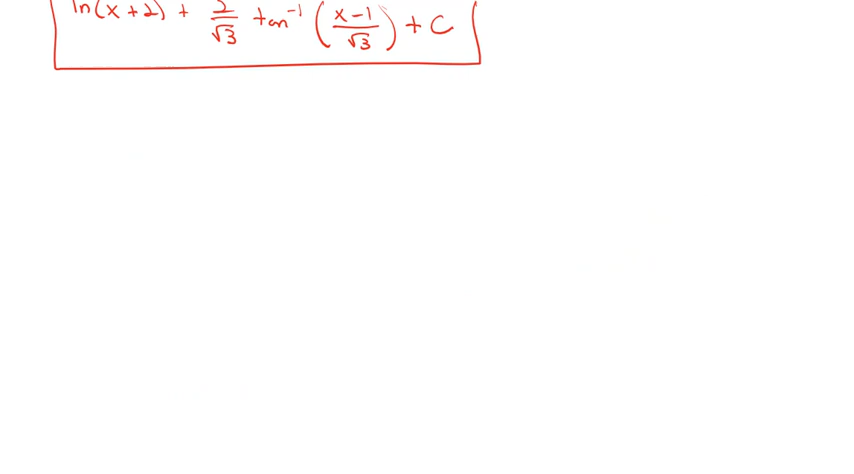 ln(x+2) + 2/√3 tan⁻¹((x-1)/√3) + C